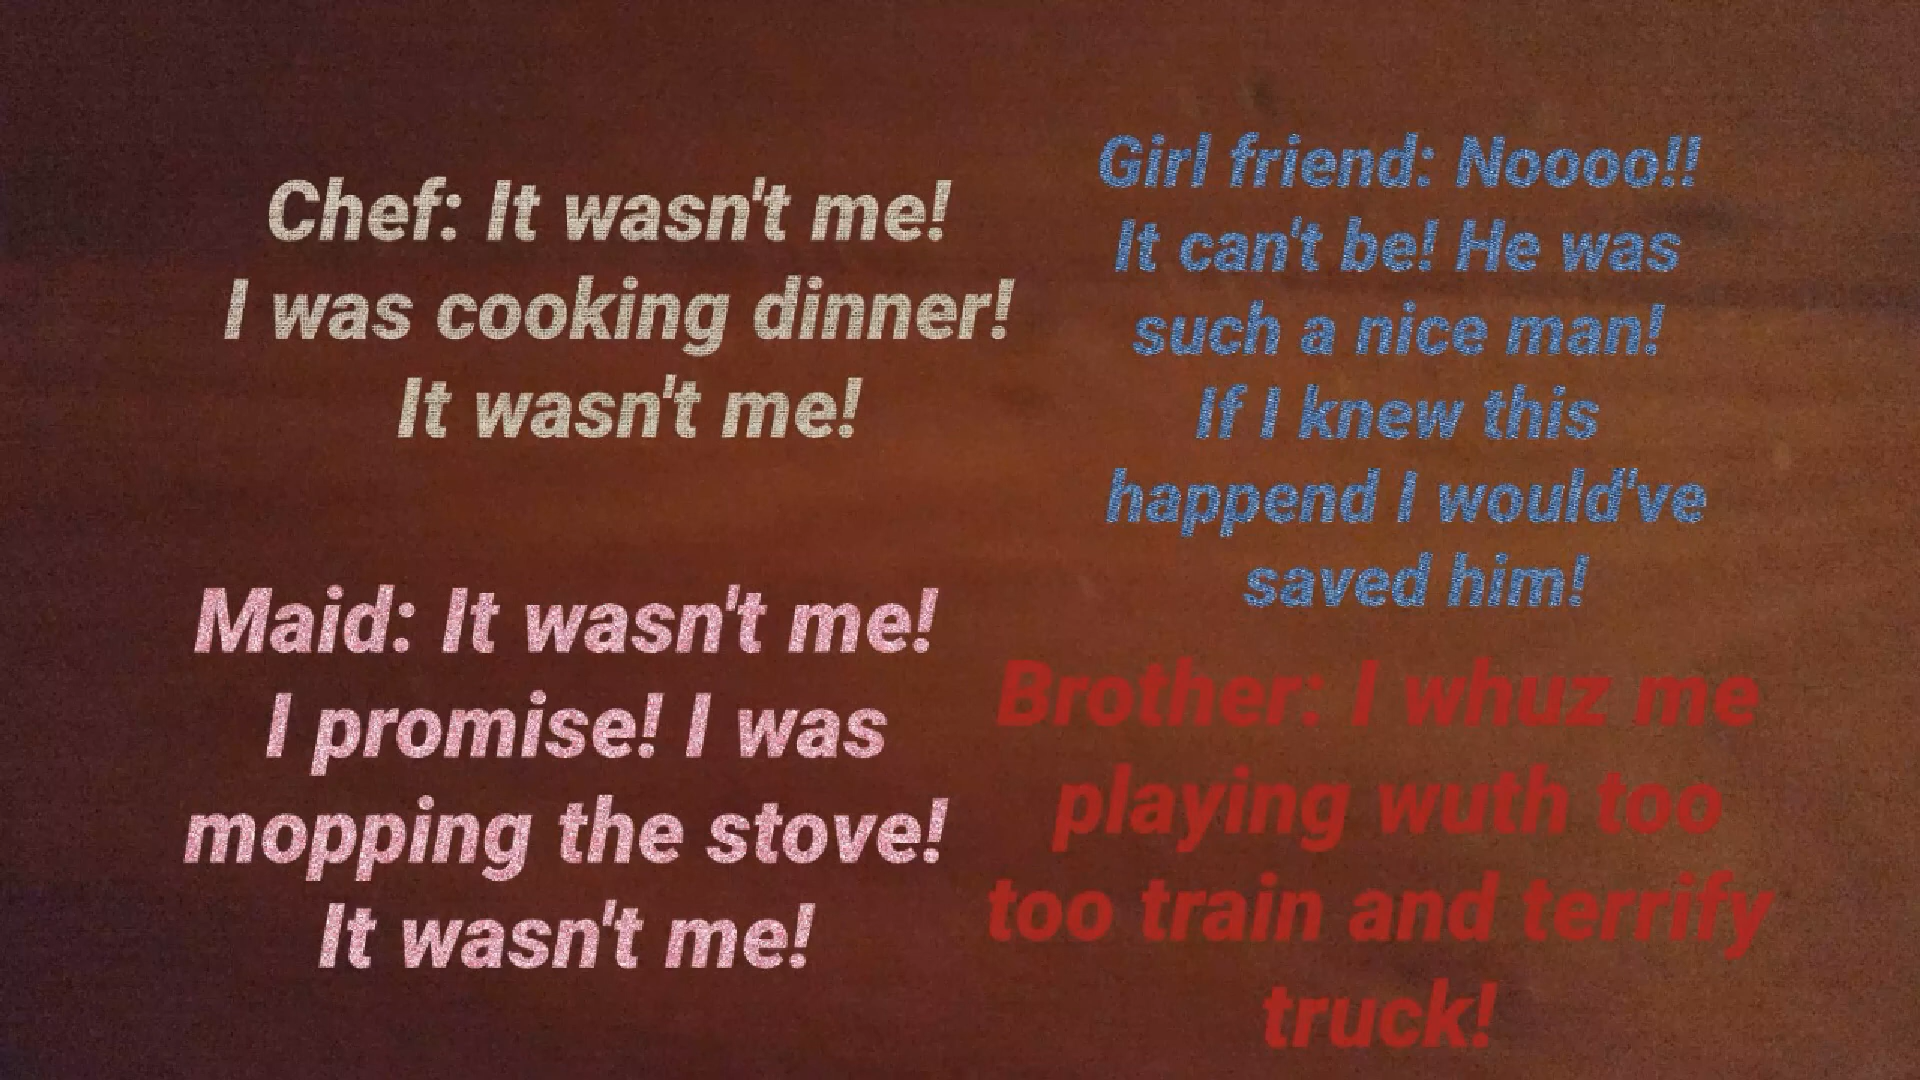 Chef: It wasn't me!
I was cooking dinner!
It wasn't me!
Girl friend: Noooo!!
It can't be! He was
such a nice man!
If I knew this
happend I would've
saved him!
Maid: It wasn't me!
I promise! I was
mopping the stove!
It wasn't me!
Brother: I whuz me
playing wuth too
too train and terrify
truck!